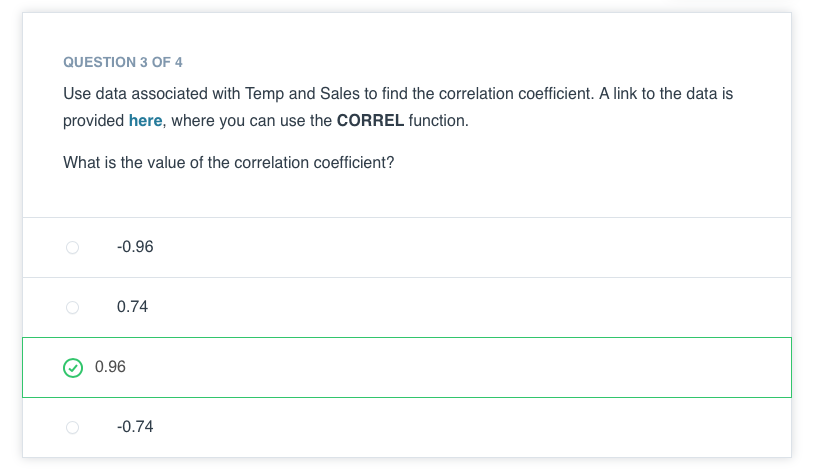 QUESTION 3 OF 4
Use data associated with Temp and Sales to find the correlation coefficient. A link to the data is
provided here, where you can use the CORREL function.
What is the value of the correlation coefficient?
-0.96
0.74
0.96
-0.74